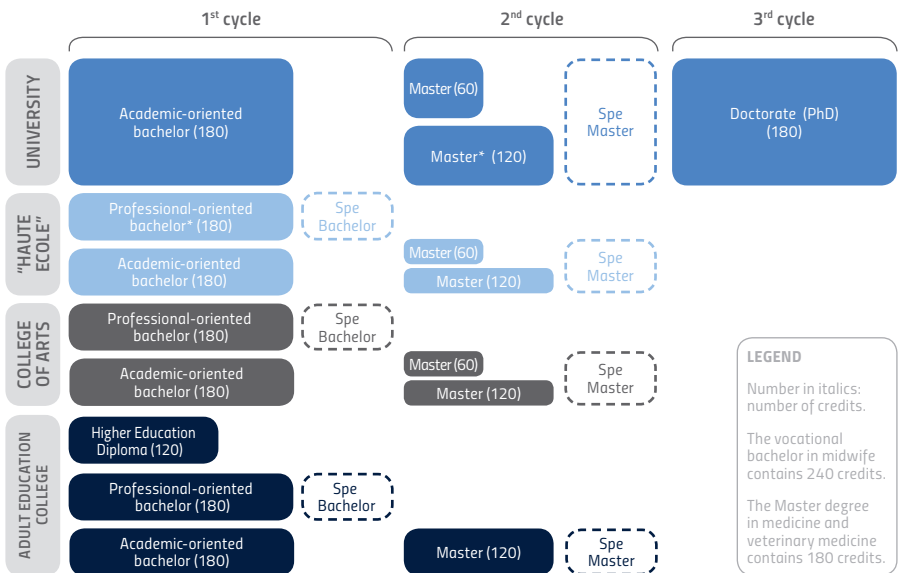 1st cycle
2nd cycle
3rd cycle
UNIVERSITY
Academic-oriented
bachelor (180)
Master (60)
Master* (120)
Spe
Master
Doctorate (PhD)
(180)
"HAUTE
ECOLE"
Professional-oriented
bachelor* (180)
Spe
Bachelor
Academic-oriented
bachelor (180)
Master (60)
Master (120)
Spe
Master
COLLEGE
OF ARTS
Professional-oriented
bachelor (180)
Spe
Bachelor
Academic-oriented
bachelor (180)
Master (60)
Master (120)
Spe
Master
ADULT EDUCATION
COLLEGE
Higher Education
Diploma (120)
Professional-oriented
bachelor (180)
Spe
Bachelor
Academic-oriented
bachelor (180)
Master (120)
Spe
Master
LEGEND
Number in italics:
number of credits.
The vocational
bachelor in midwife
contains 240 credits.
The Master degree
in medicine and
veterinary medicine
contains 180 credits.